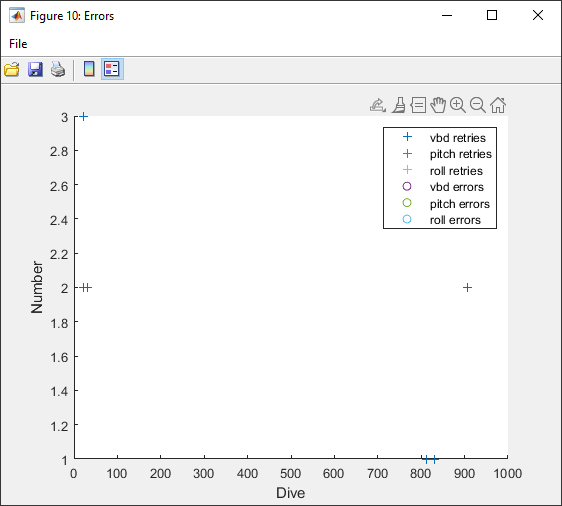 Figure 10: Errors
File
3
2.8
2.6
2.4
2.2
2
1.8
1.6
1.4
1.2
1
Number
vbd retries
pitch retries
roll retries
vbd errors
pitch errors
roll errors
0 100 200 300 400 500 600 700 800 900 1000
Dive